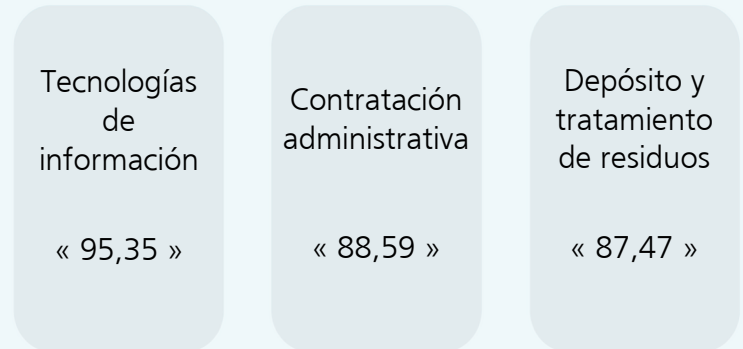 Tecnologías
de
información
« 95,35 »
Contratación
administrativa
« 88,59 »
Depósito y
tratamiento
de residuos
« 87,47 »